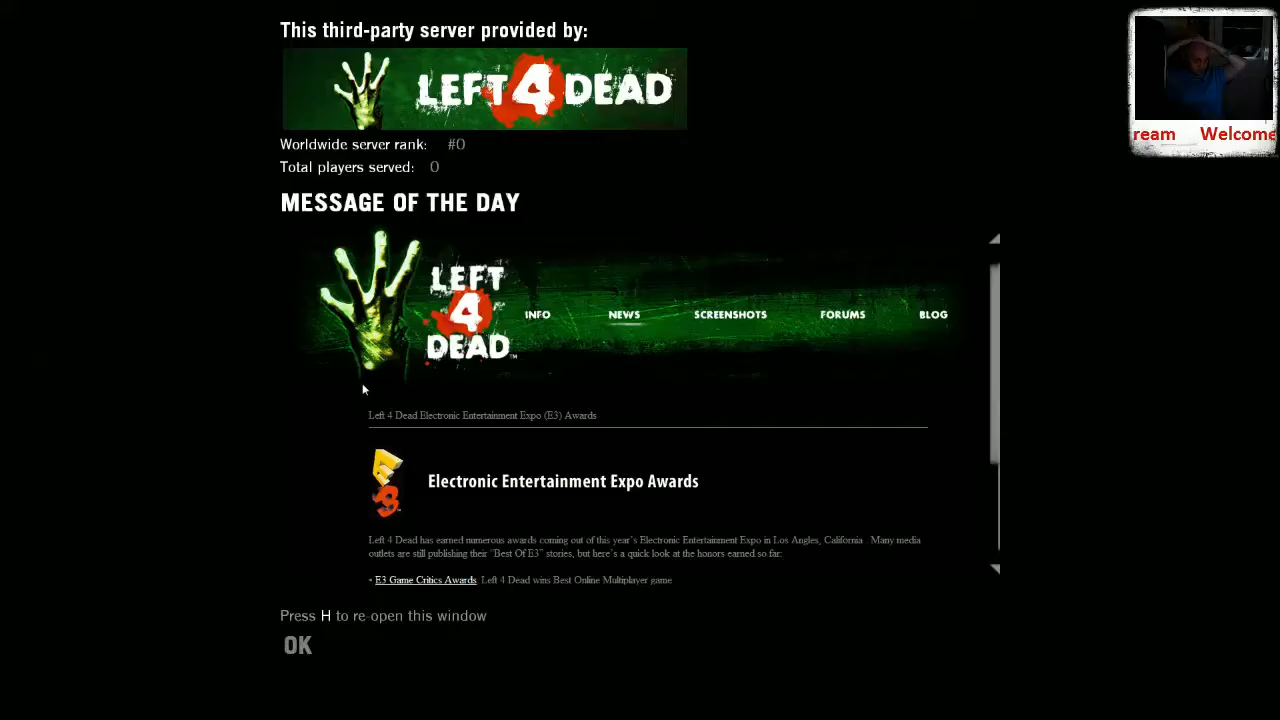 This third-party server provided by:
LEFT 4 DEAD
Worldwide server rank: #0
Total players served: 0
ream Welcome
MESSAGE OF THE DAY
LEFT
4
DEAD™
INFO NEWS SCREENSHOTS FORUMS BLOG
Left 4 Dead Electronic Entertainment Expo (E3) Awards
E3
Electronic Entertainment Expo Awards
Left 4 Dead has earned numerous awards coming out of this year's Electronic Entertainment Expo in Los Angles, California . Many media
outlets are still publishing their "Best Of E3" stories, but here's a quick look at the honors earned so far:
• E3 Game Critics Awards: Left 4 Dead wins Best Online Multiplayer game
Press H to re-open this window
OK